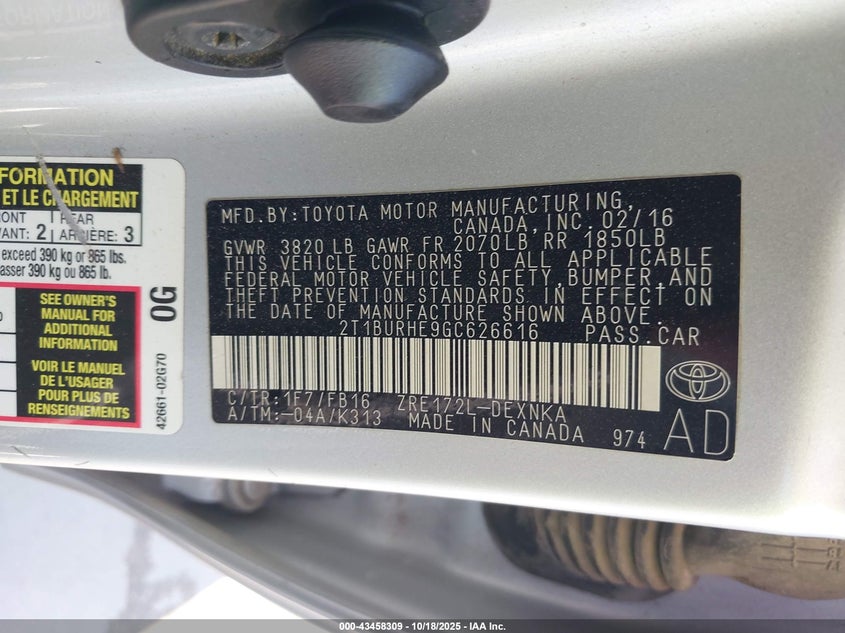 FORMATION
ET LE CHARGEMENT
REAR
2 ARRIÈRE: 3
exceed 390 kg or 865 lbs.
390 kg ou 865 lb.
SEE OWNER'S
MANUAL FOR
ADDITIONAL
INFORMATION
VOIR LE MANUEL
DE L'USAGER
POUR PLUS DE
RENSEIGNEMENTS
0G
42661-02G70
MFD.BY:TOYOTA MOTOR MANUFACTURING,
CANADA,INC. 02/16
GVWR 3820 LB GAWR FR 2070LB RR 1850LB
THIS VEHICLE CONFORMS TO ALL APPLICABLE
FEDERAL MOTOR VEHICLE SAFETY, BUMPER,AND
THEFT PREVENTION STANDARDS IN EFFECT ON
THE DATE OF MANUFACTURE SHOWN ABOVE.
2T1BURHE9GC626616 PASS.CAR
C/TR:1F7/FB16 ZRE172L-DEXNKA
A/TM:-04A/K313 MADE IN CANADA 974
AD
000-43458309 | 10/18/2025 - IAA Inc.